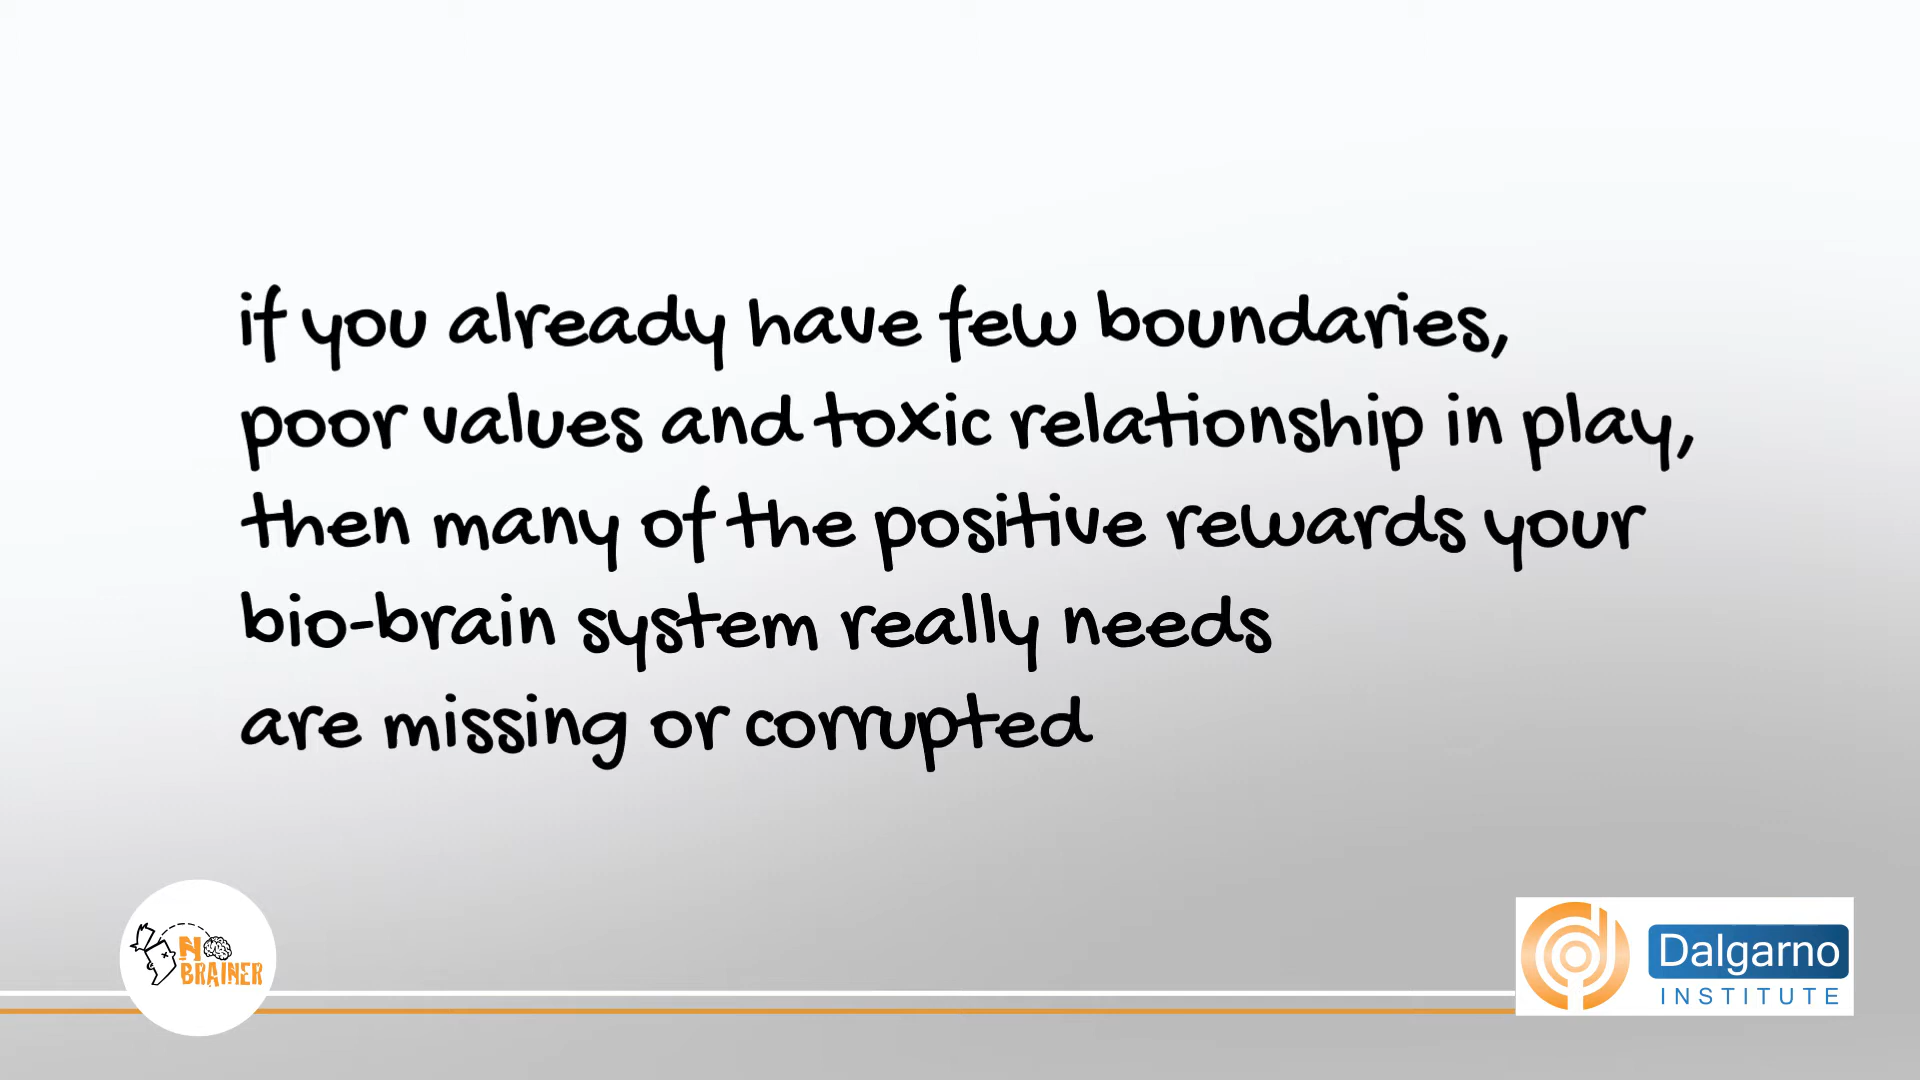 if you already have few boundaries,
poor values and toxic relationship in play,
then many of the positive rewards your
bio-brain system really needs
are missing or corrupted
NO
BRAINER
Dalgarno
INSTITUTE